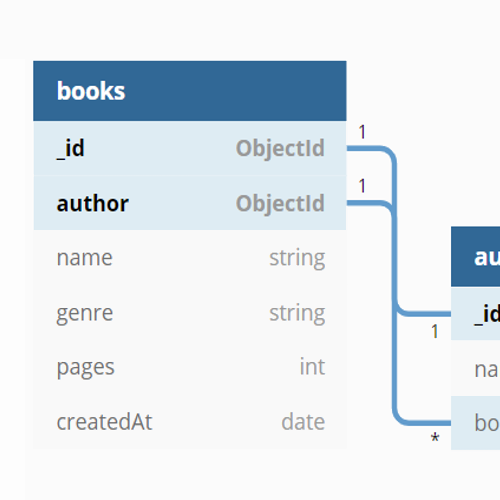 books
_id ObjectId
1
author ObjectId
1
name string
genre string
pages int
createdAt date
au
_id
1
na
bo
*